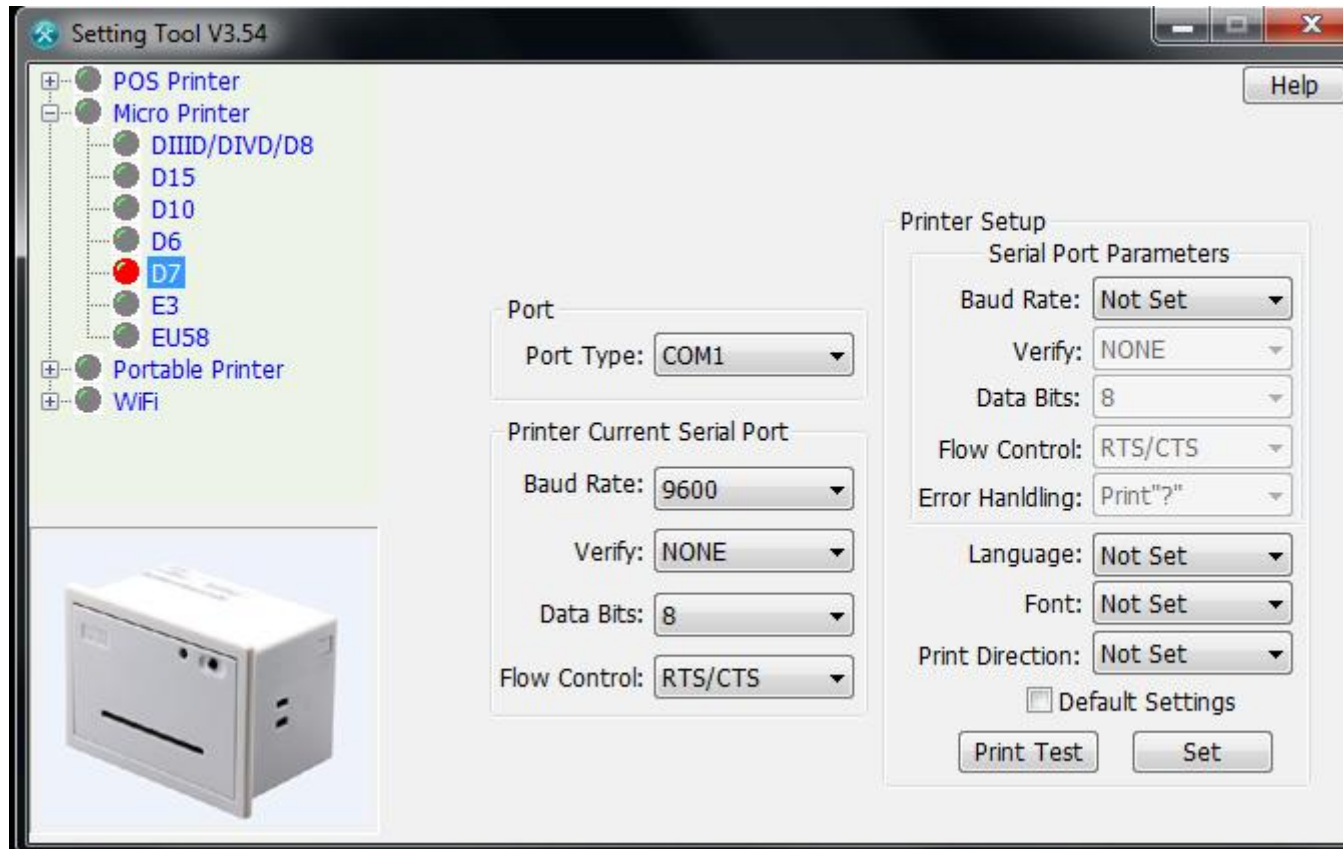 Setting Tool V3.54
POS Printer
Micro Printer
DIIID/DIVD/D8
D15
D10
D6
D7
E3
EU58
Portable Printer
WiFi
Help
Port
Port Type: COM1
Printer Current Serial Port
Baud Rate: 9600
Verify: NONE
Data Bits: 8
Flow Control: RTS/CTS
Printer Setup
Serial Port Parameters
Baud Rate: Not Set
Verify: NONE
Data Bits: 8
Flow Control: RTS/CTS
Error Hanldling: Print"?"
Language: Not Set
Font: Not Set
Print Direction: Not Set
Default Settings
Print Test
Set